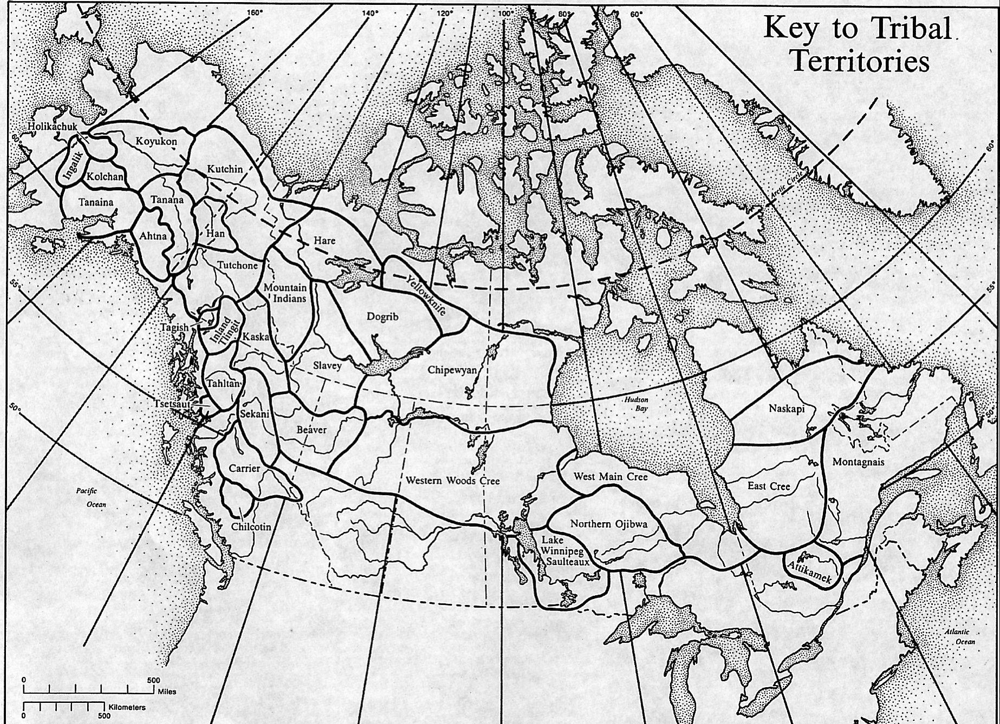 160°
140°
120°
100°
80°
60°
Key to Tribal
Territories
Holikachuk
60°
Koyukon
60°
Ingalik
Kolchan
Kutchin
Arctic Circle
Tanaina
Tanana
Ahtna
Han
Hare
Tutchone
55°
Yellowknife
55°
Mountain
Indians
Dogrib
Tagish
Inland
Tlingit
Kaska
Slavey
Chipewyan
Tahltan
Tsetsaut
50°
Sekani
Hudson
Bay
Naskapi
50°
Beaver
Montagnais
Carrier
Western Woods Cree
West Main Cree
East Cree
Pacific
Ocean
Chilcotin
Northern Ojibwa
Lake
Winnipeg
Saulteaux
Attikamek
Atlantic
Ocean
0 500
Miles
Kilometers
0 500